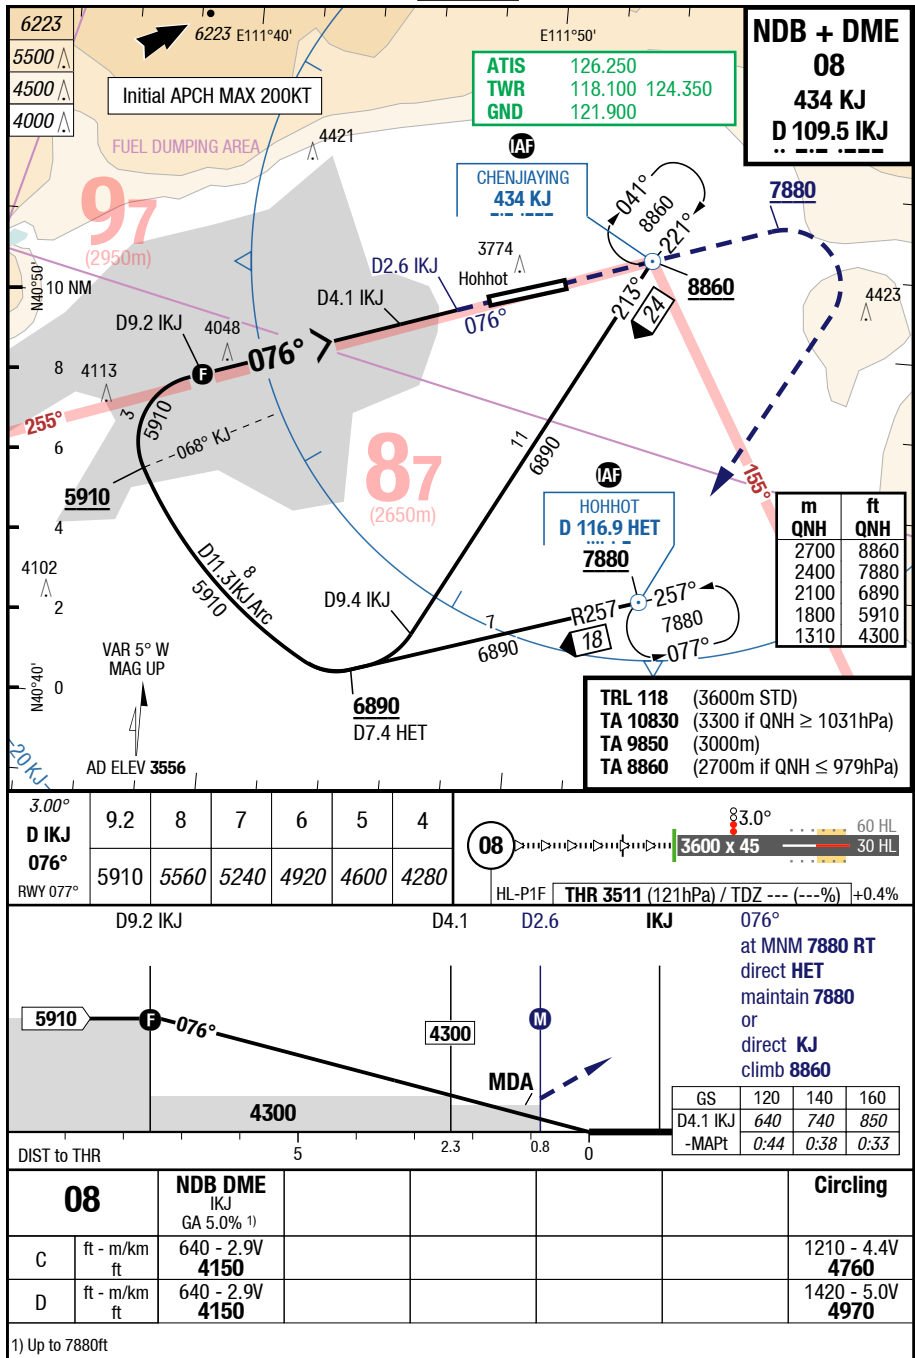 6223
5500
4500
4000
6223
E111°40'
E111°50'
Initial APCH MAX 200KT
ATIS 126.250
TWR 118.100 124.350
GND 121.900
NDB + DME
08
434 KJ
D 109.5 IKJ
FUEL DUMPING AREA
4421
97
(2950m)
IAF
CHENJIAYING
434 KJ
041°
8860
221°
7880
3774
D2.6 IKJ
Hohhot
8860
N40°50'
10 NM
D4.1 IKJ
076°
213°
24
4423
D9.2 IKJ
4048
F
076°
8
4113
255°
3
5910
068° KJ
6
87
(2650m)
11
6890
155°
5910
IAF
HOHHOT
D 116.9 HET
7880
m ft
QNH QNH
2700 8860
2400 7880
2100 6890
1800 5910
1310 4300
4
4102
D11.3 IKJ Arc
8
5910
D9.4 IKJ
2
R257
257°
7880
077°
18
7
6890
VAR 5° W
MAG UP
N40°40'
0
6890
D7.4 HET
20 KJ
AD ELEV 3556
TRL 118 (3600m STD)
TA 10830 (3300 if QNH ≥ 1031hPa)
TA 9850 (3000m)
TA 8860 (2700m if QNH ≤ 979hPa)
3.00°
D IKJ
076°
RWY 077°
9.2 8 7 6 5 4
5910 5560 5240 4920 4600 4280
08
3.0°
60 HL
3600 x 45
30 HL
HL-P1F
THR 3511 (121hPa) / TDZ --- (---%)
+0.4%
D9.2 IKJ
D4.1
D2.6
IKJ
076°
at MNM 7880 RT
direct HET
maintain 7880
or
direct KJ
climb 8860
5910
F
076°
4300
M
MDA
4300
GS 120 140 160
D4.1 IKJ 640 740 850
-MAPt 0:44 0:38 0:33
DIST to THR
5
2.3
0.8
0
08
NDB DME
IKJ
GA 5.0% 1)
Circling
C
ft - m/km 640 - 2.9V 1210 - 4.4V
ft 4150 4760
D
ft - m/km 640 - 2.9V 1420 - 5.0V
ft 4150 4970
1) Up to 7880ft